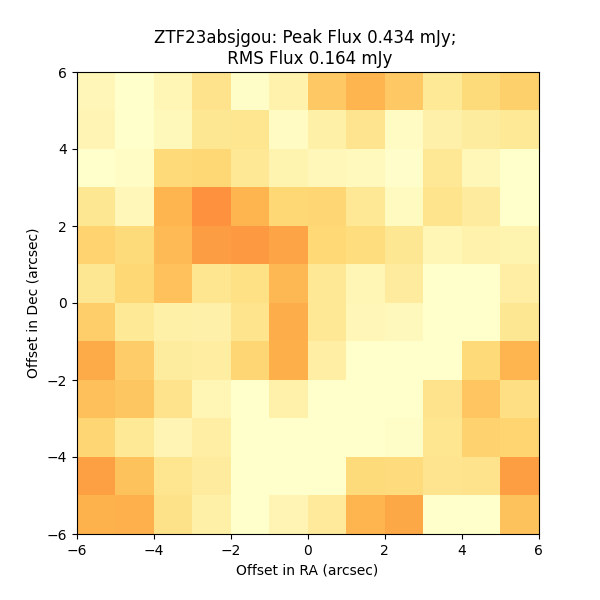 ZTF23absjgou: Peak Flux 0.434 mJy;
RMS Flux 0.164 mJy
6
4
2
0
−2
−4
−6
Offset in Dec (arcsec)
−6 −4 −2 0 2 4 6
Offset in RA (arcsec)